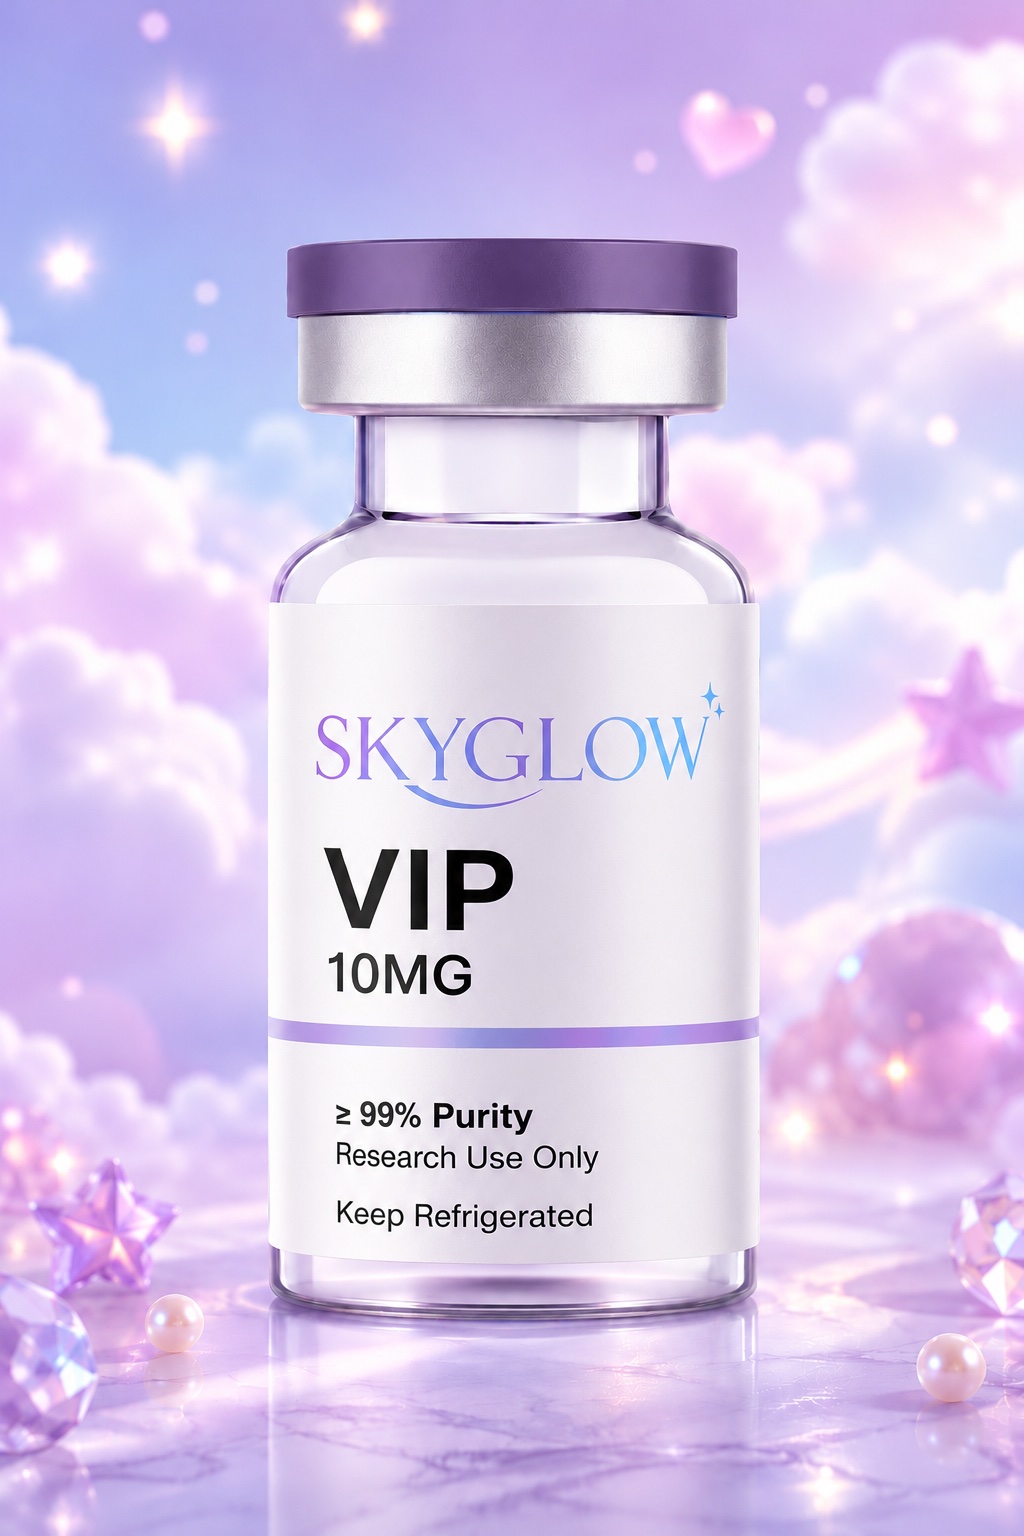 SKYGLOW
VIP
10MG
≥ 99% Purity
Research Use Only
Keep Refrigerated